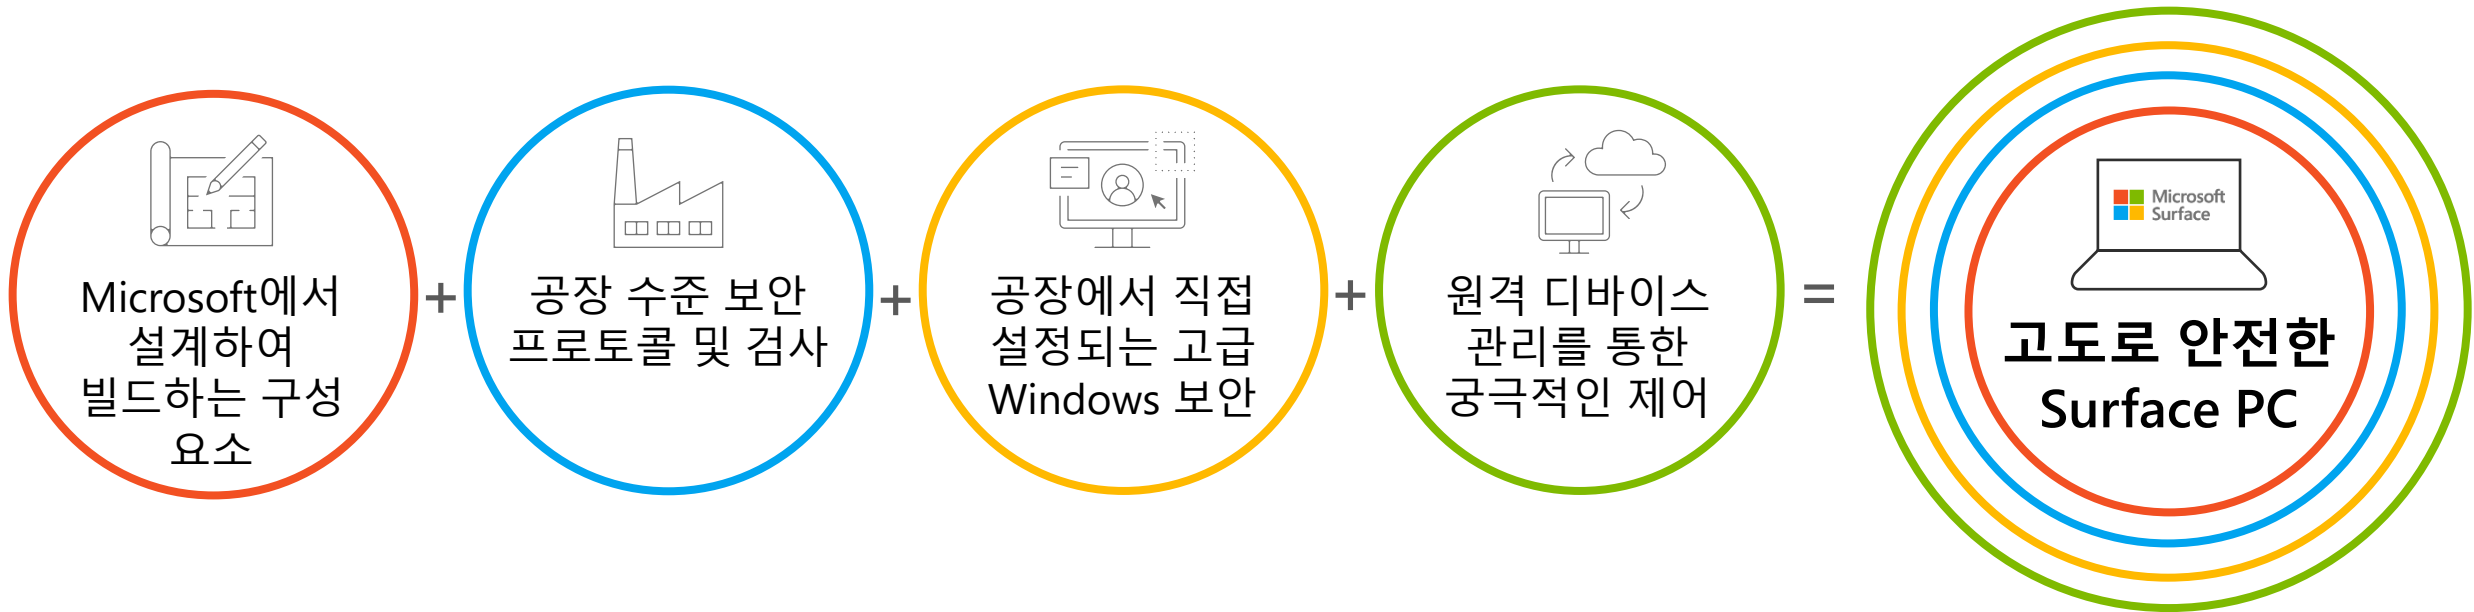 Microsoft에서
설계하여
빌드하는 구성
요소
+
공장 수준 보안
프로토콜 및 검사
+
공장에서 직접
설정되는 고급
Windows 보안
+
원격 디바이스
관리를 통한
궁극적인 제어
=
Microsoft
Surface
고도로 안전한
Surface PC